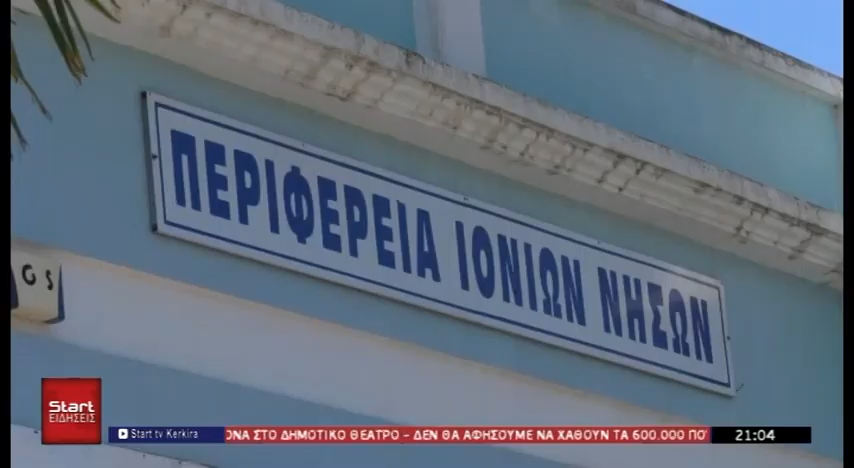 ΠΕΡΙΦΕΡΕΙΑ ΙΟΝΙΩΝ ΝΗΣΩΝ
G S
Start
ΕΙΔΗΣΕΙΣ
Start tv Kerkira
ΣΤΟ ΔΗΜΟΤΙΚΟ ΘΕΑΤΡΟ – ΔΕΝ ΘΑ ΑΦΗΣΟΥΜΕ ΝΑ ΧΑΘΟΥΝ ΤΑ 600.000
21:04